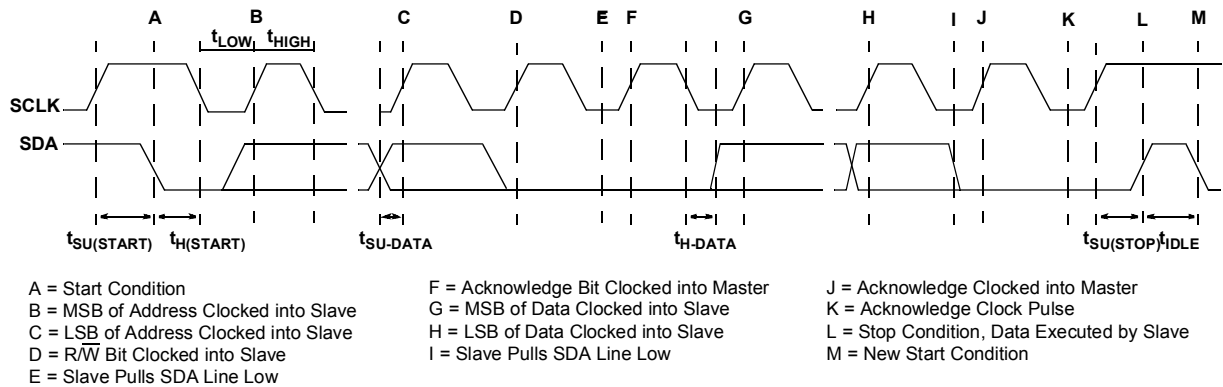 A B C D E F G H I J K L M
tLOW tHIGH
SCLK
SDA
tSU(START) tH(START) tSU-DATA tH-DATA tSU(STOP) tIDLE
A = Start Condition
B = MSB of Address Clocked into Slave
C = LSB of Address Clocked into Slave
D = R/W̅ Bit Clocked into Slave
E = Slave Pulls SDA Line Low
F = Acknowledge Bit Clocked into Master
G = MSB of Data Clocked into Slave
H = LSB of Data Clocked into Slave
I = Slave Pulls SDA Line Low
J = Acknowledge Clocked into Master
K = Acknowledge Clock Pulse
L = Stop Condition, Data Executed by Slave
M = New Start Condition